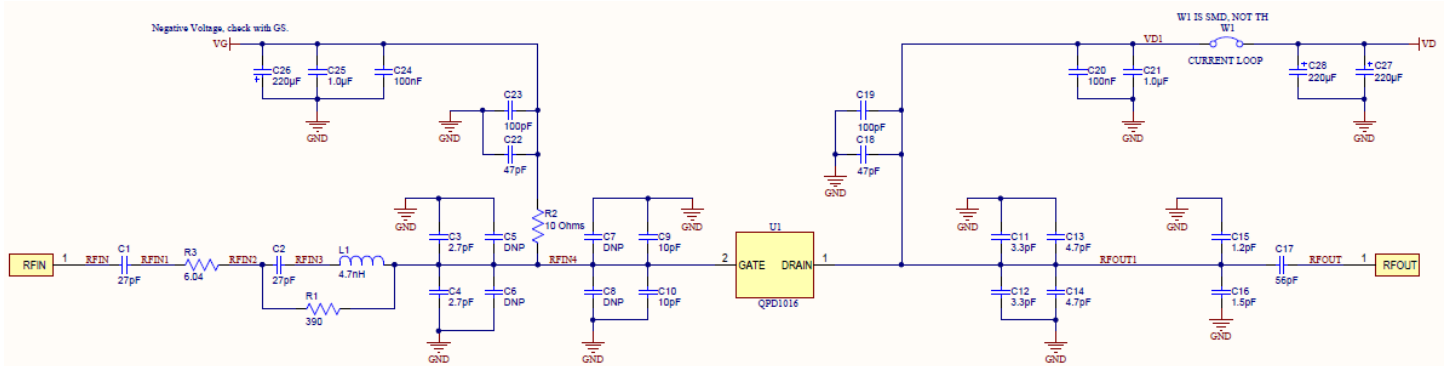 Negative Voltage, check with GS.
VG
C26
220µF
C25
1.0µF
C24
100nF
GND
C23
100pF
C22
47pF
GND
R2
10 Ohms
W1 IS SMD, NOT TH
W1
CURRENT LOOP
VD1
VD
C20
100nF
C21
1.0µF
GND
C28
220µF
C27
220µF
GND
C19
100pF
C18
47pF
GND
RFIN
1
RFIN
C1
27pF
RFIN1
R3
6.04
RFIN2
C2
27pF
RFIN3
L1
4.7nH
R1
390
GND
C3
2.7pF
C5
DNP
C4
2.7pF
C6
DNP
GND
RFIN4
GND
C7
DNP
C9
10pF
C8
DNP
C10
10pF
GND
U1
2
GATE
DRAIN
1
QPD1016
GND
C11
3.3pF
C13
4.7pF
C12
3.3pF
C14
4.7pF
GND
RFOUT1
GND
C15
1.2pF
C16
1.5pF
GND
C17
56pF
RFOUT
1
RFOUT